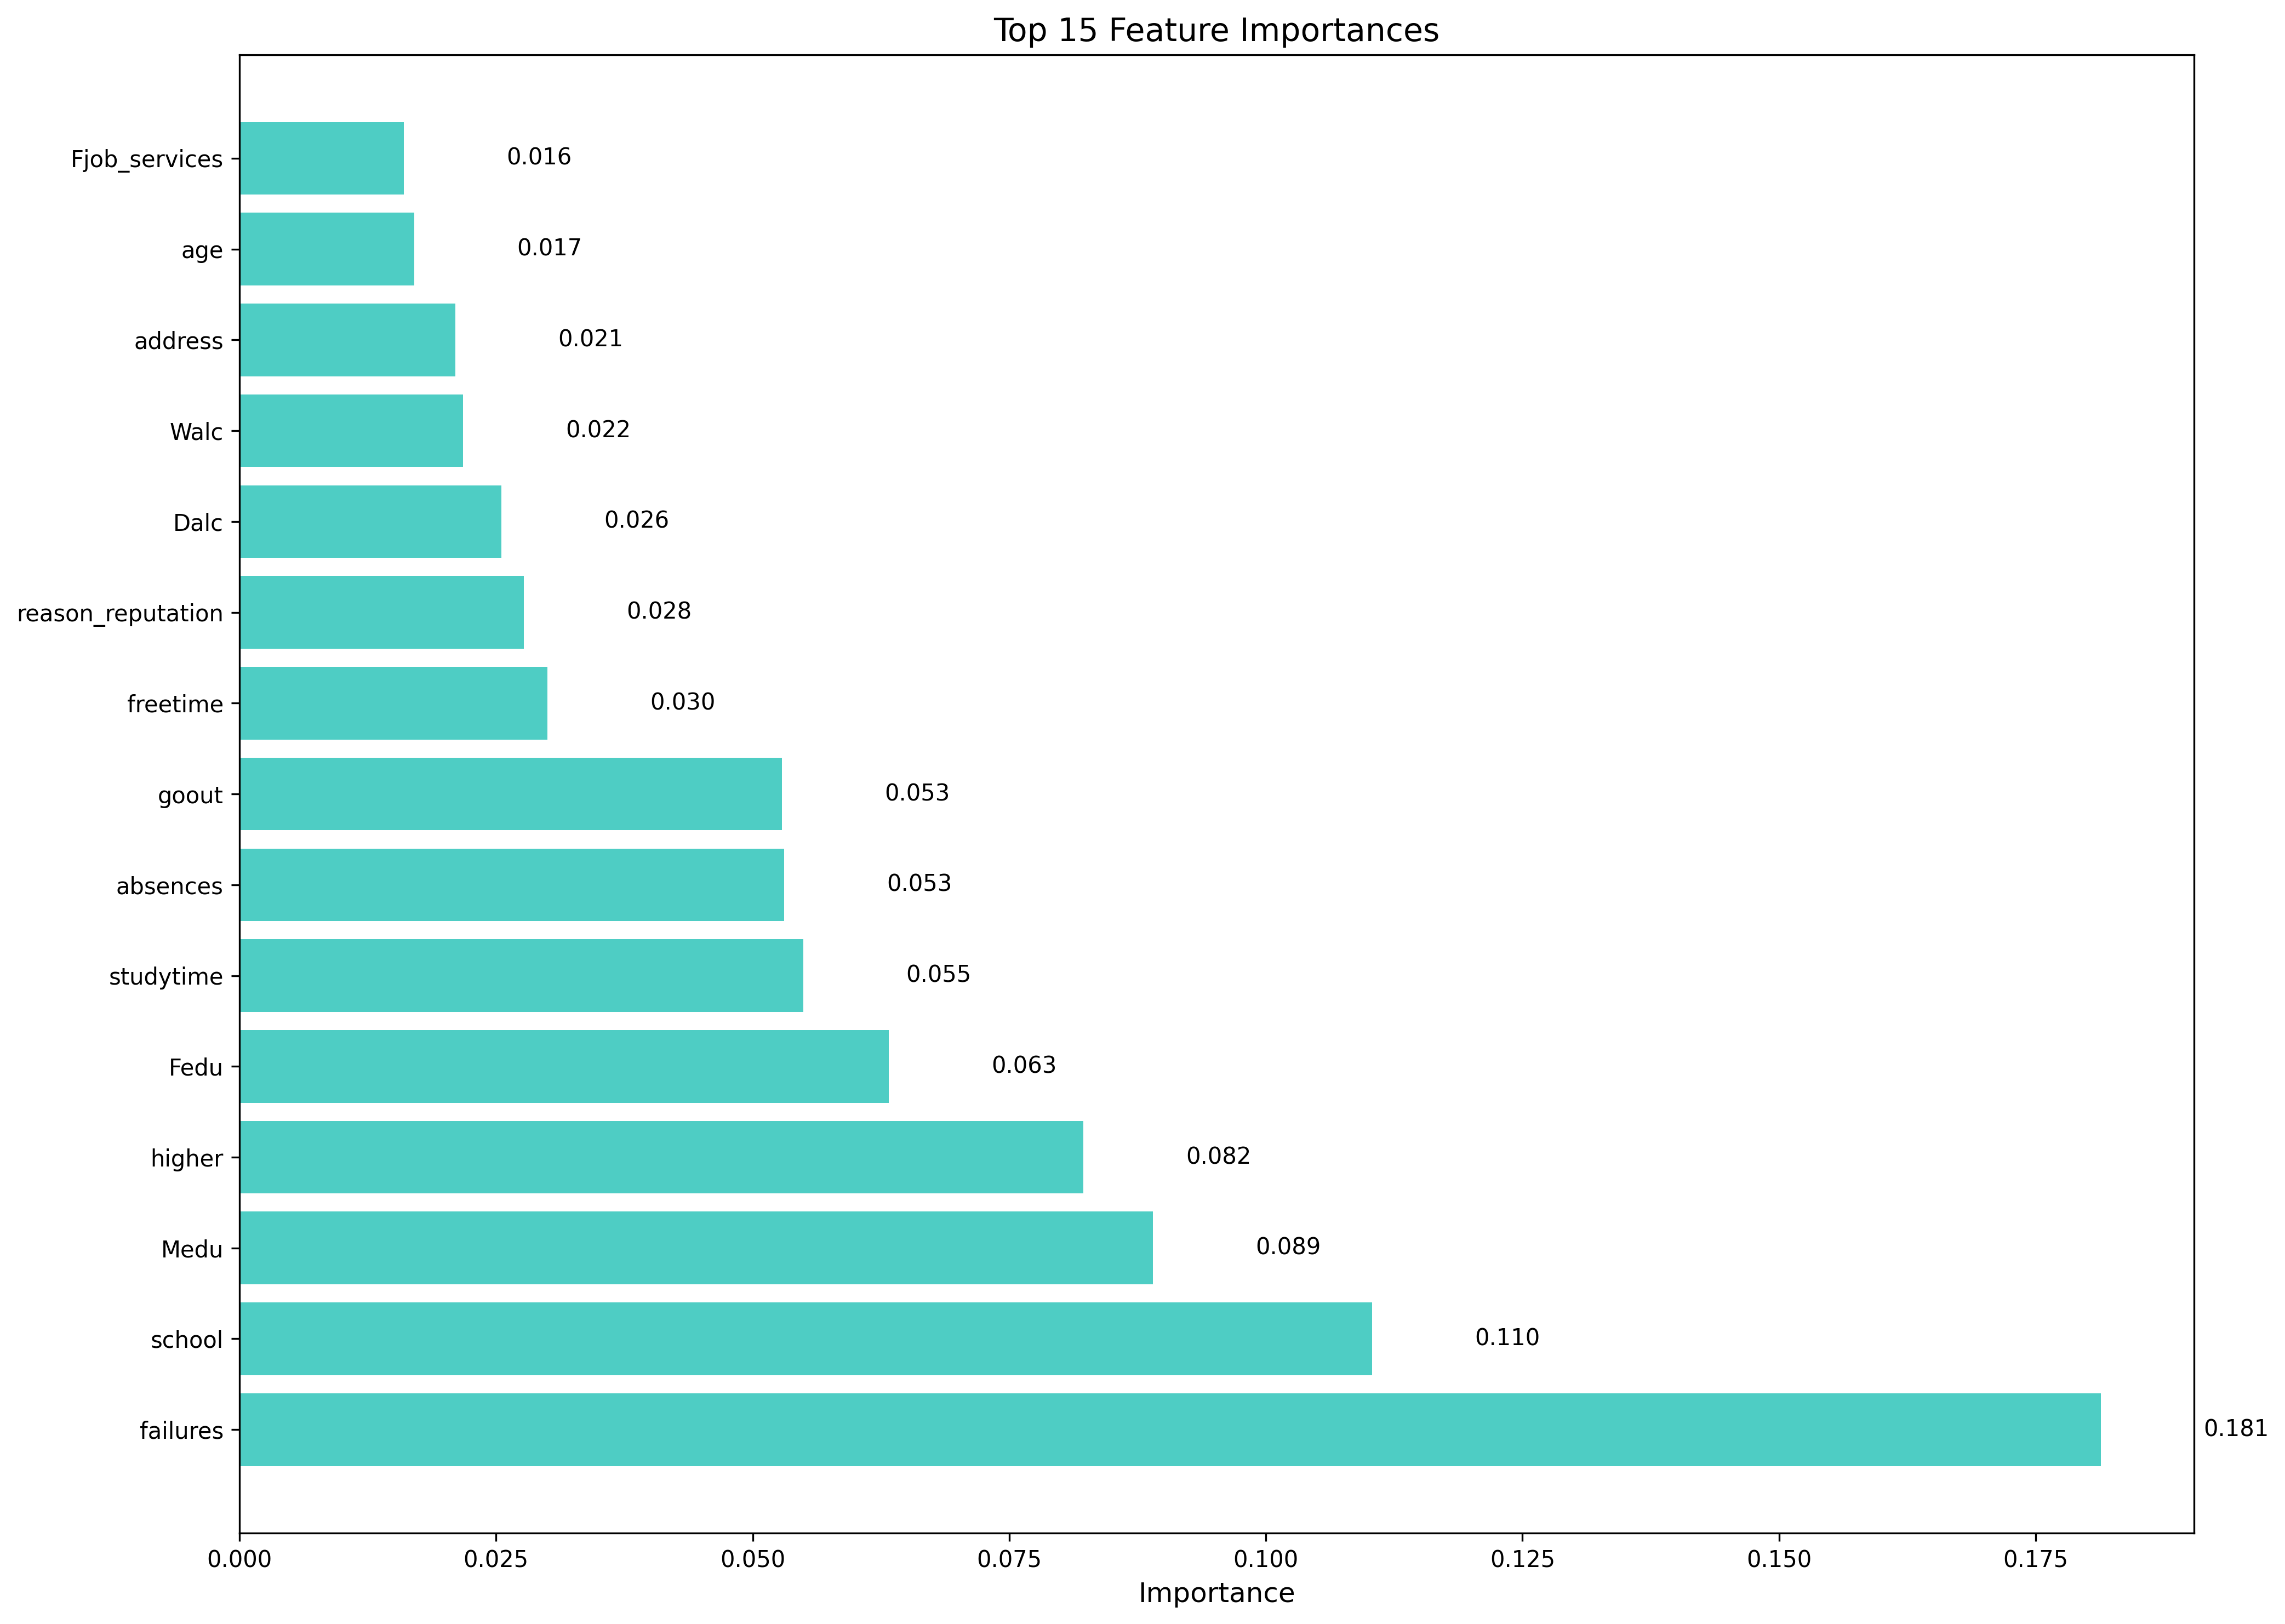 Top 15 Feature Importances
Fjob_services 0.016
age 0.017
address 0.021
Walc 0.022
Dalc 0.026
reason_reputation 0.028
freetime 0.030
goout 0.053
absences 0.053
studytime 0.055
Fedu 0.063
higher 0.082
Medu 0.089
school 0.110
failures 0.181
0.000 0.025 0.050 0.075 0.100 0.125 0.150 0.175
Importance